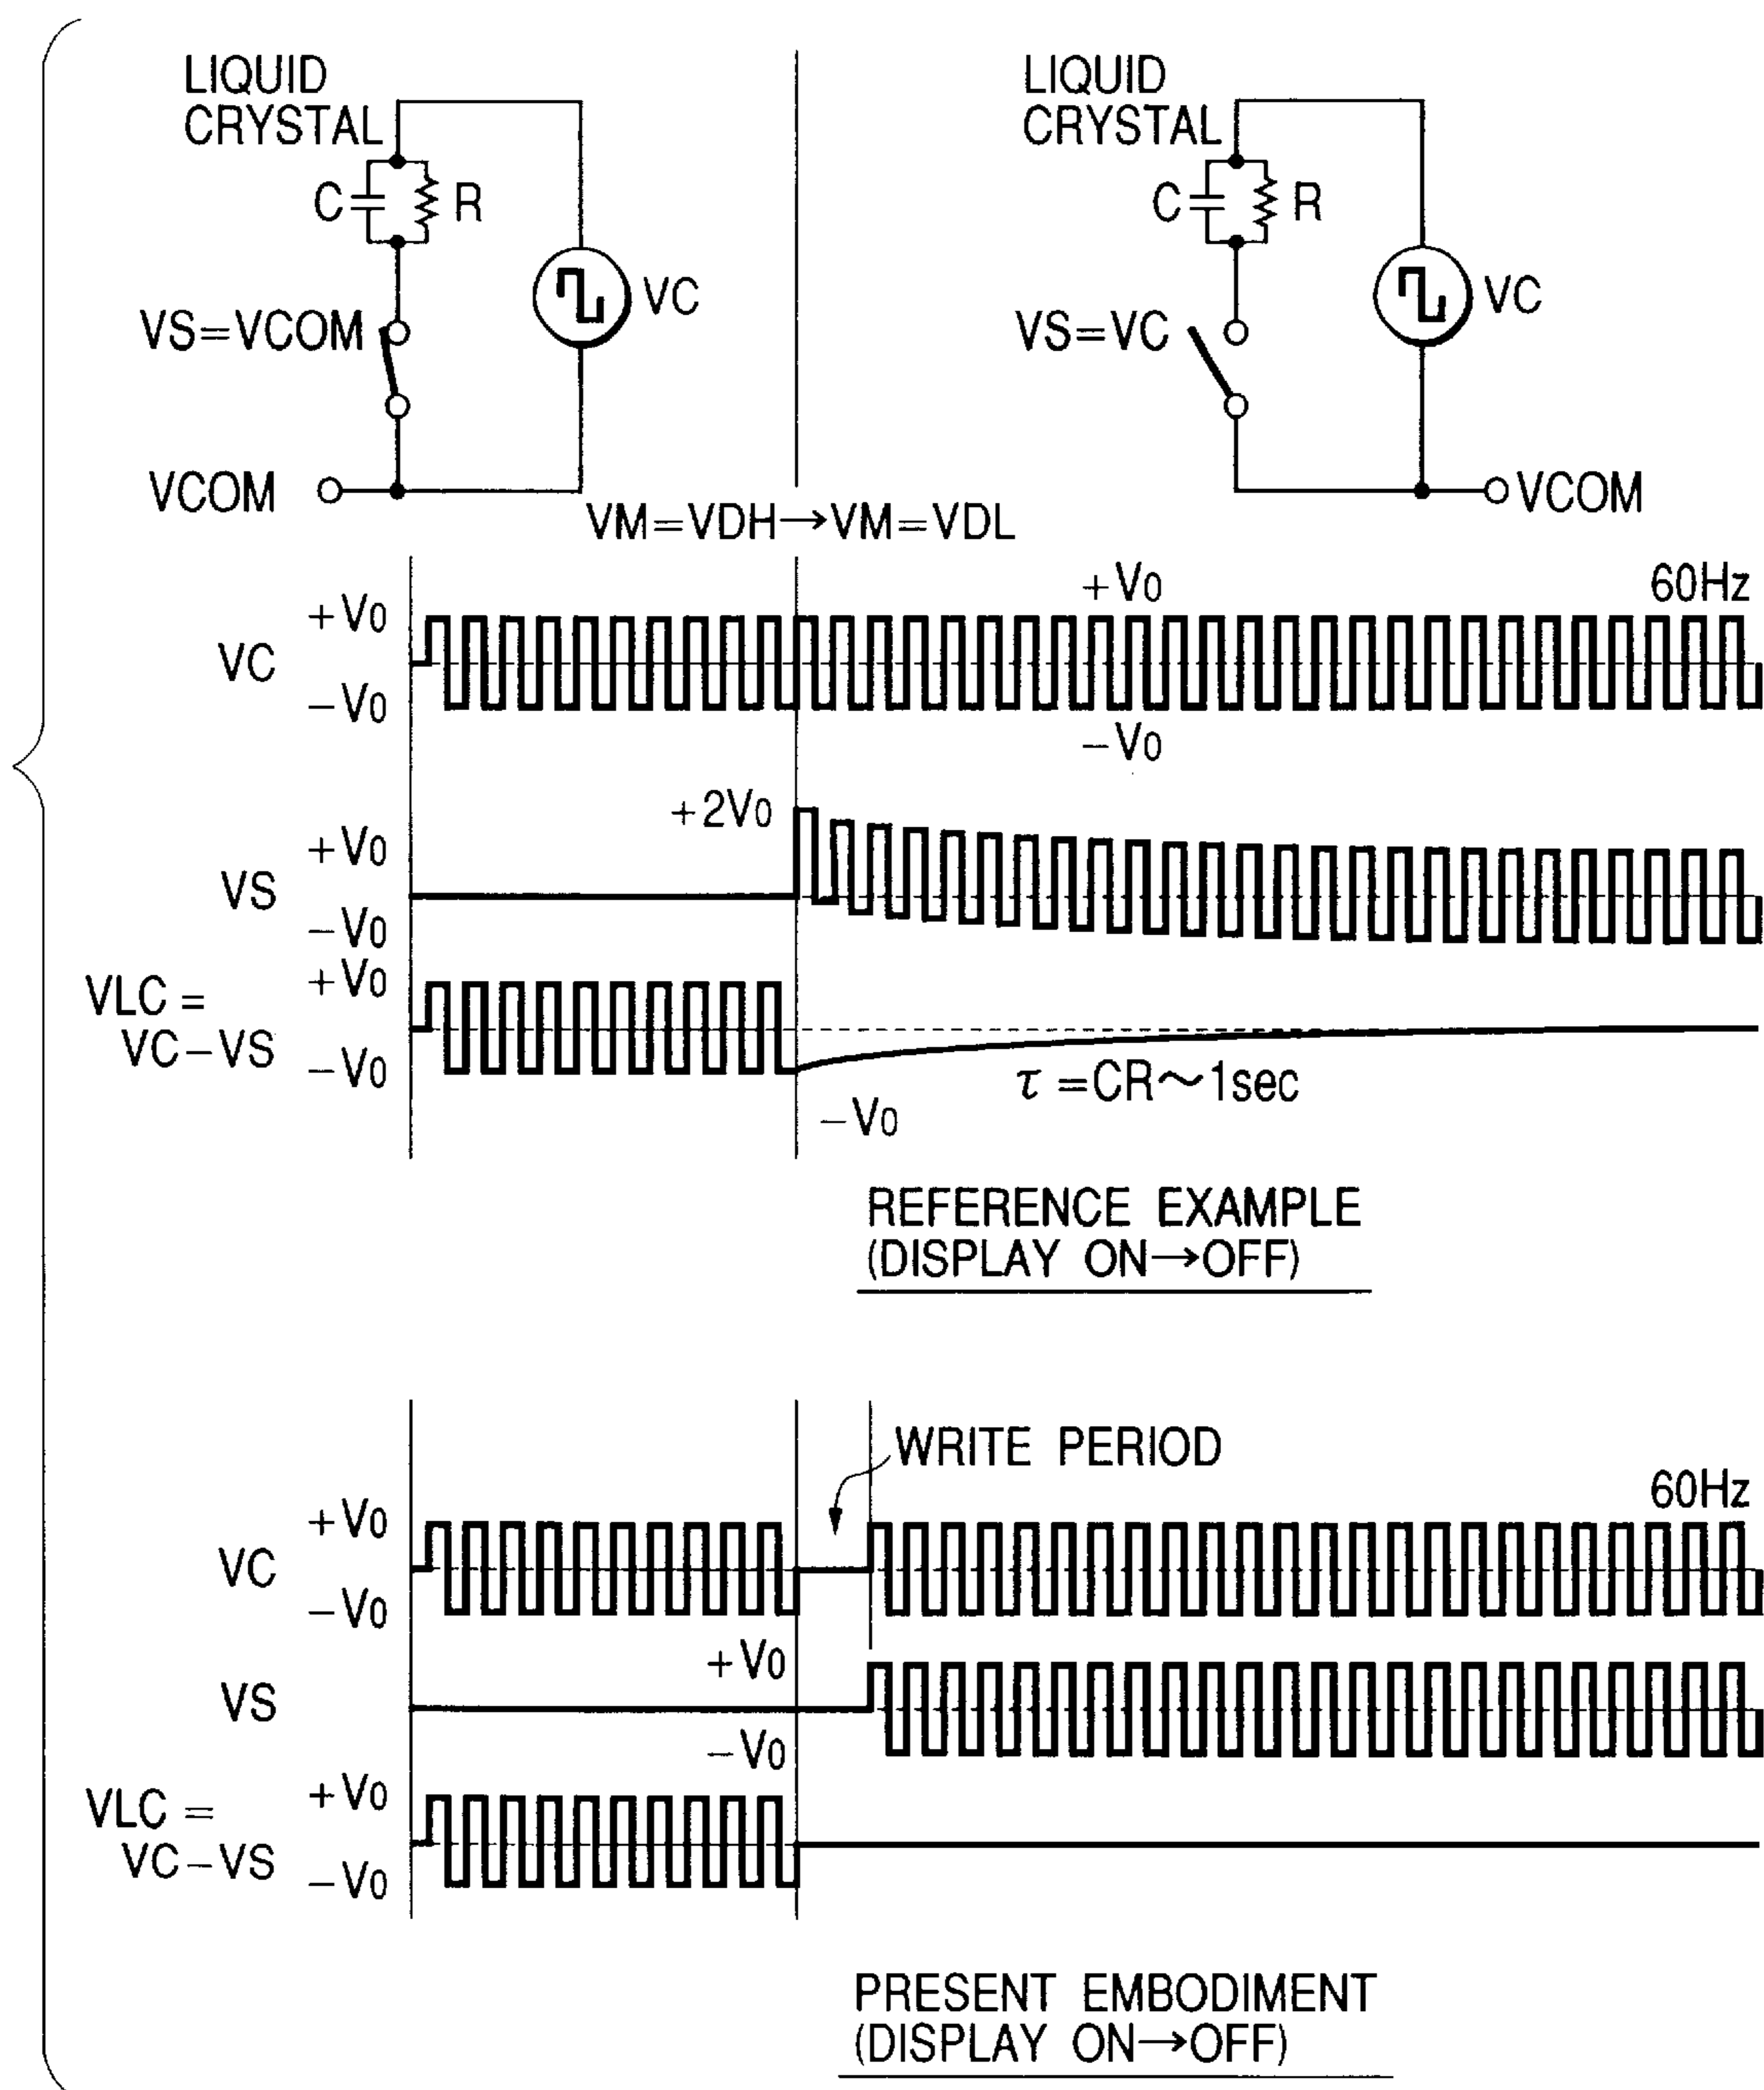 LIQUID
CRYSTAL
C
R
VC
VS=VCOM
VCOM
LIQUID
CRYSTAL
C
R
VC
VS=VC
VCOM
VM=VDH→VM=VDL
+V0
VC
-V0
+V0
-V0
60Hz
+2V0
+V0
VS
-V0
+V0
VLC=
VC-VS
-V0
-V0
τ=CR~1sec
REFERENCE EXAMPLE
(DISPLAY ON→OFF)
WRITE PERIOD
60Hz
+V0
VC
-V0
+V0
VS
-V0
+V0
VLC=
VC-VS
-V0
PRESENT EMBODIMENT
(DISPLAY ON→OFF)